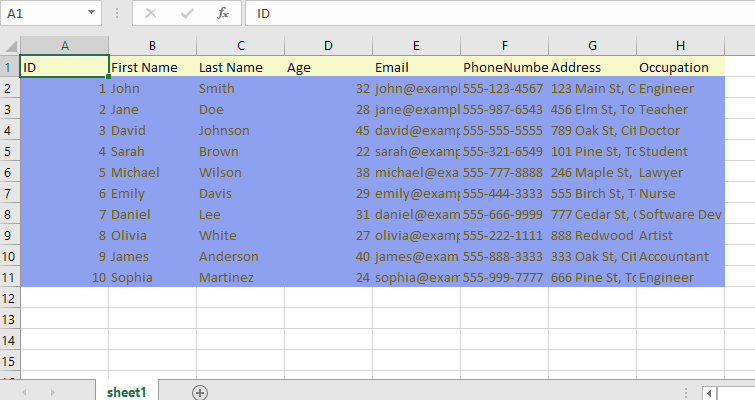 A1 fx ID
A B C D E F G H
1 ID First Name Last Name Age Email PhoneNumbe Address Occupation
2 1 John Smith 32 john@exampl 555-123-4567 123 Main St, C Engineer
3 2 Jane Doe 28 jane@exampl 555-987-6543 456 Elm St, To Teacher
4 3 David Johnson 45 david@examp 555-555-5555 789 Oak St, Cit Doctor
5 4 Sarah Brown 22 sarah@examp 555-321-6549 101 Pine St, To Student
6 5 Michael Wilson 38 michael@exa 555-777-8888 246 Maple St, Lawyer
7 6 Emily Davis 29 emily@examp 555-444-3333 555 Birch St, T Nurse
8 7 Daniel Lee 31 daniel@exam 555-666-9999 777 Cedar St, Software Dev
9 8 Olivia White 27 olivia@examp 555-222-1111 888 Redwood Artist
10 9 James Anderson 40 james@exam 555-888-3333 333 Oak St, Cit Accountant
11 10 Sophia Martinez 24 sophia@exam 555-999-7777 666 Pine St, To Engineer
12
13
14
15
sheet1